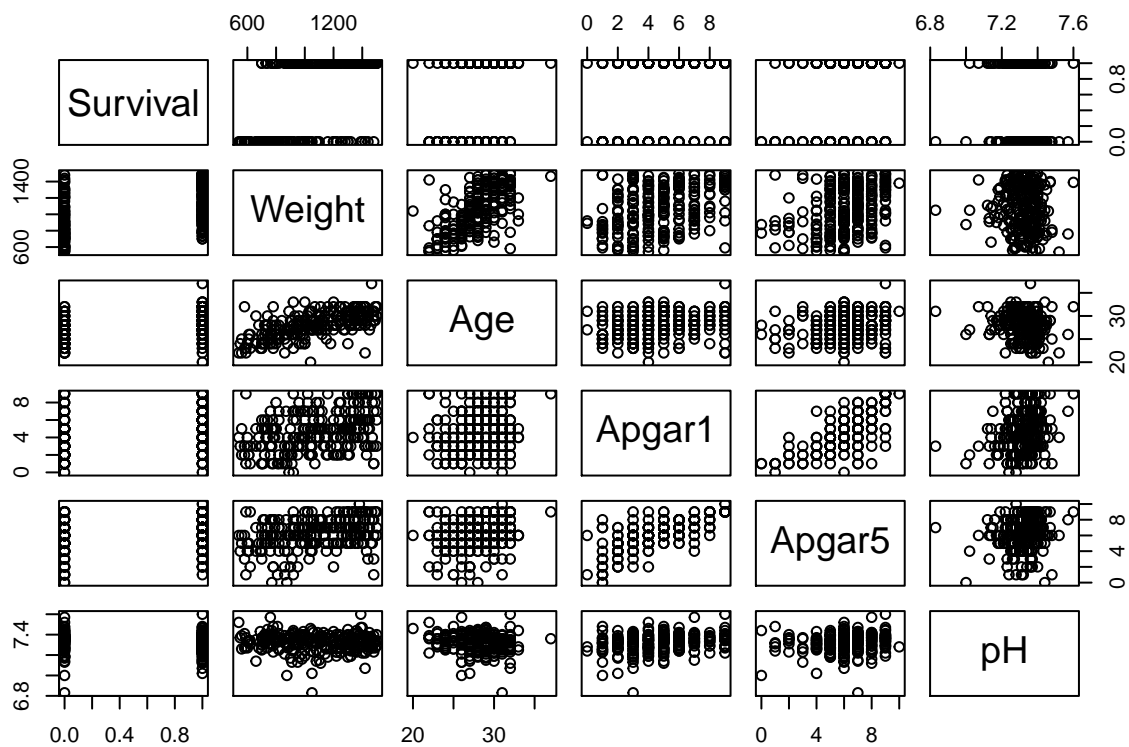 600 1200 0 2 4 6 8 6.8 7.2 7.6
Survival 0.0 0.8
600 1400 Weight
Age 20 30
0 4 8 Apgar1
Apgar5 0 4 8
6.8 7.4 pH
0.0 0.4 0.8 20 30 0 4 8